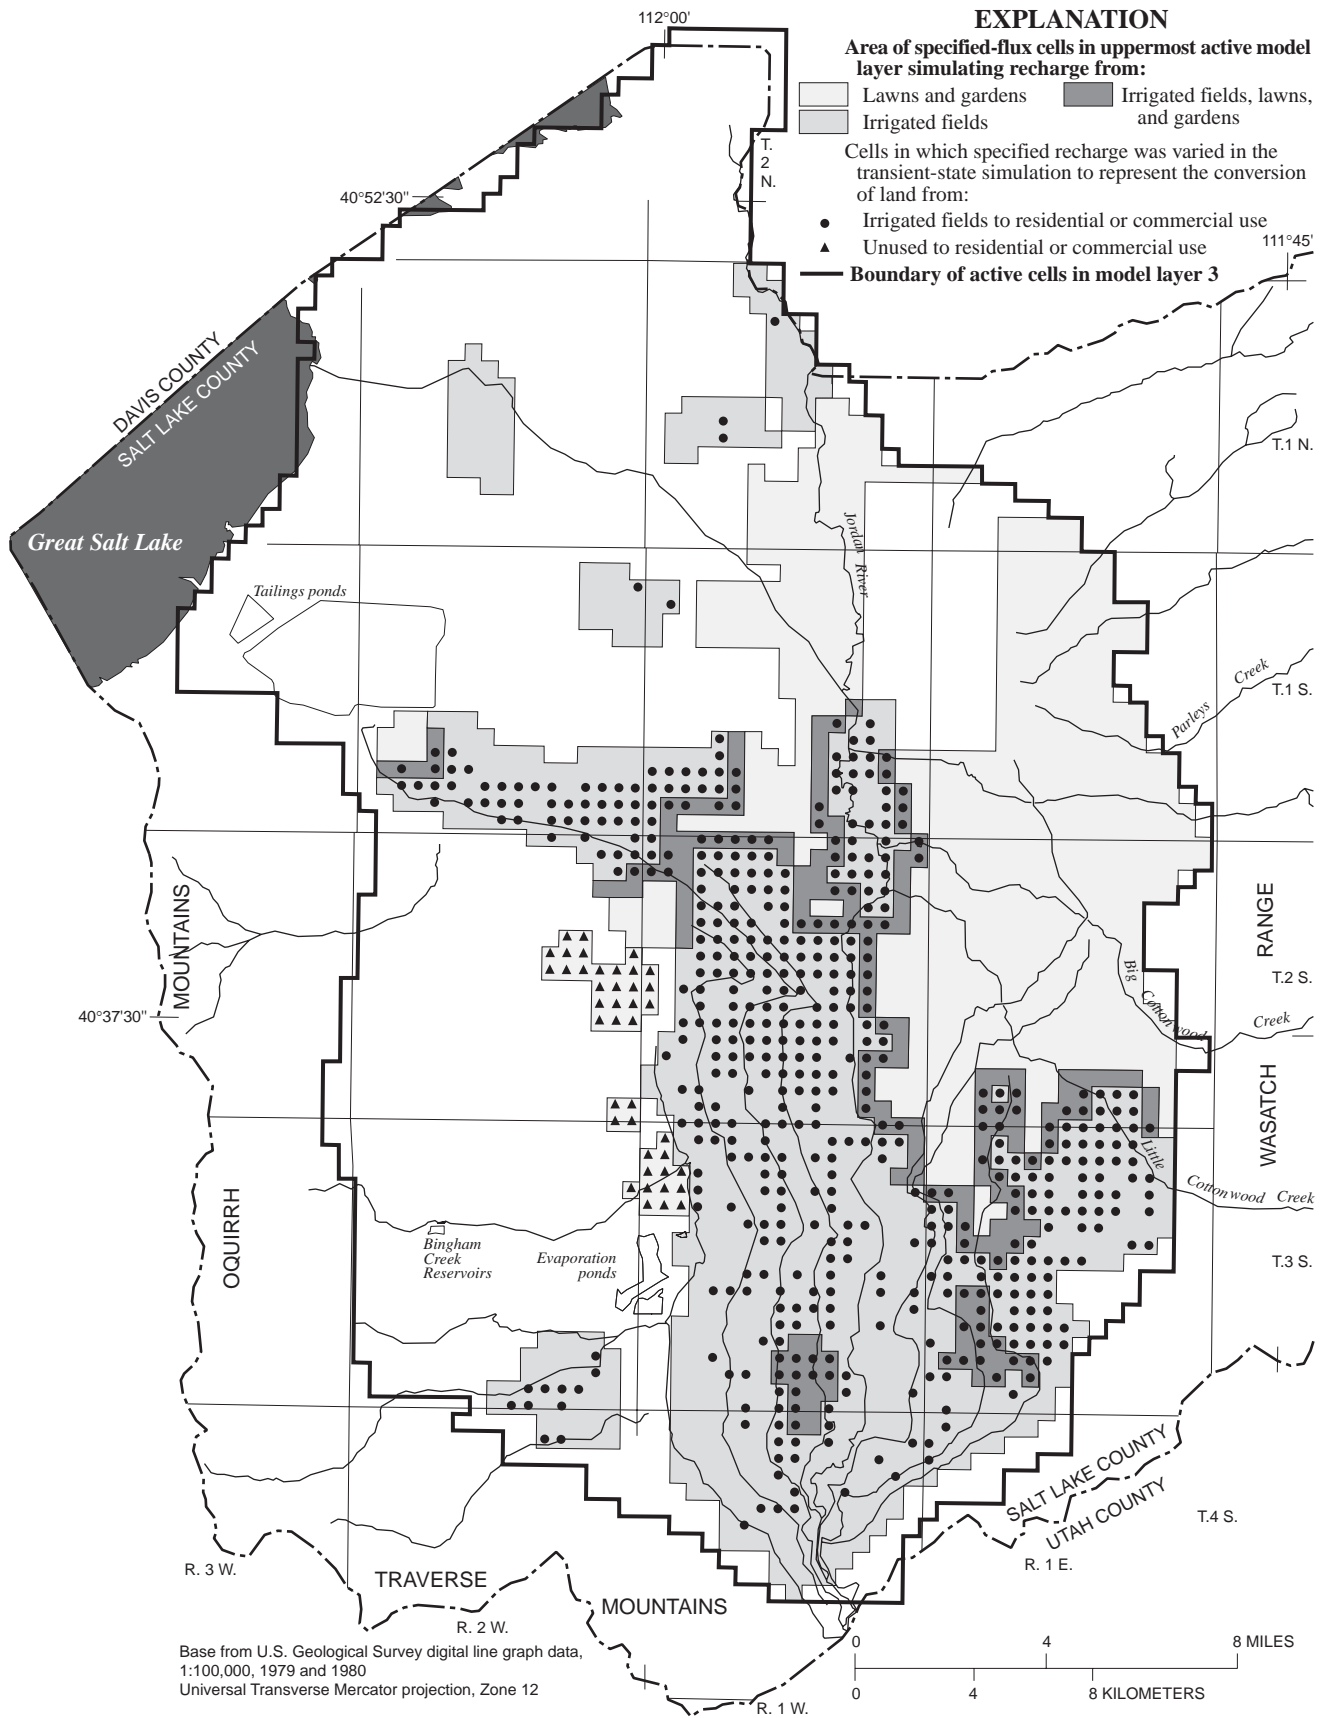 112°00'
EXPLANATION
Area of specified-flux cells in uppermost active model
layer simulating recharge from:
Lawns and gardens
Irrigated fields
Irrigated fields, lawns,
and gardens
Cells in which specified recharge was varied in the
transient-state simulation to represent the conversion
of land from:
Irrigated fields to residential or commercial use
Unused to residential or commercial use
Boundary of active cells in model layer 3
T.
2
N.
40°52'30"
111°45'
DAVIS COUNTY
SALT LAKE COUNTY
T.1 N.
Great Salt Lake
Jordan River
Tailings ponds
Parleys Creek
T.1 S.
MOUNTAINS
RANGE
T.2 S.
40°37'30"
Big Cottonwood Creek
WASATCH
Little Cottonwood Creek
OQUIRRH
Bingham
Creek
Reservoirs
Evaporation
ponds
T.3 S.
SALT LAKE COUNTY
UTAH COUNTY
T.4 S.
R. 3 W.
TRAVERSE
R. 1 E.
MOUNTAINS
R. 2 W.
Base from U.S. Geological Survey digital line graph data,
1:100,000, 1979 and 1980
Universal Transverse Mercator projection, Zone 12
R. 1 W.
0 4 8 MILES
0 4 8 KILOMETERS